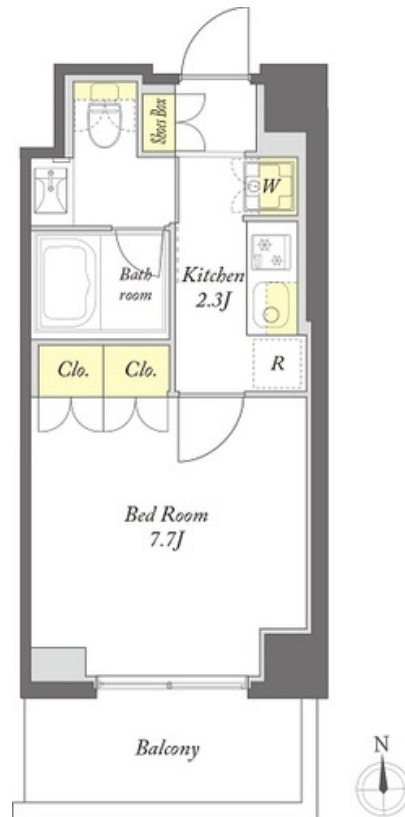 Shoes Box
W
Bath
room
Kitchen
2.3J
R
Clo.
Clo.
Bed Room
7.7J
Balcony
N